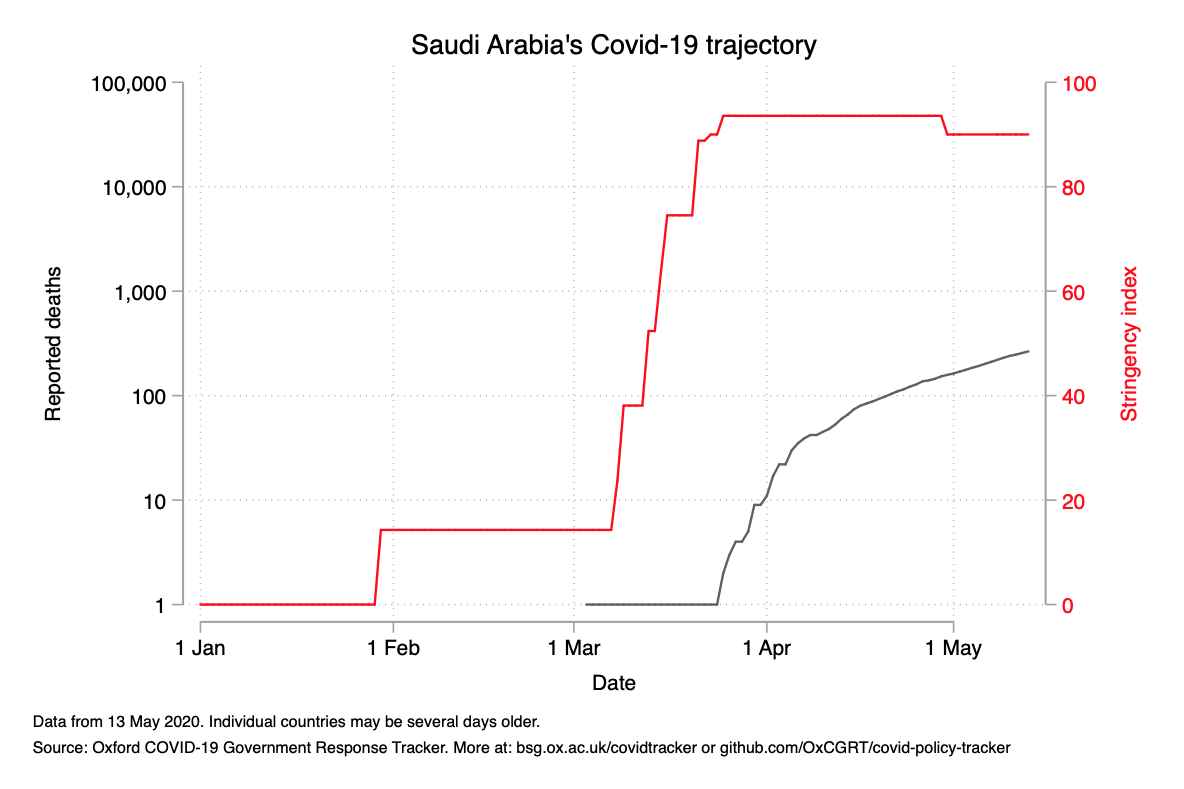 Saudi Arabia's Covid-19 trajectory
100,000
10,000
1,000
100
10
1
Reported deaths
100
80
60
40
20
0
Stringency index
1 Jan
1 Feb
1 Mar
1 Apr
1 May
Date
Data from 13 May 2020. Individual countries may be several days older.
Source: Oxford COVID-19 Government Response Tracker. More at: bsg.ox.ac.uk/covidtracker or github.com/OxCGRT/covid-policy-tracker